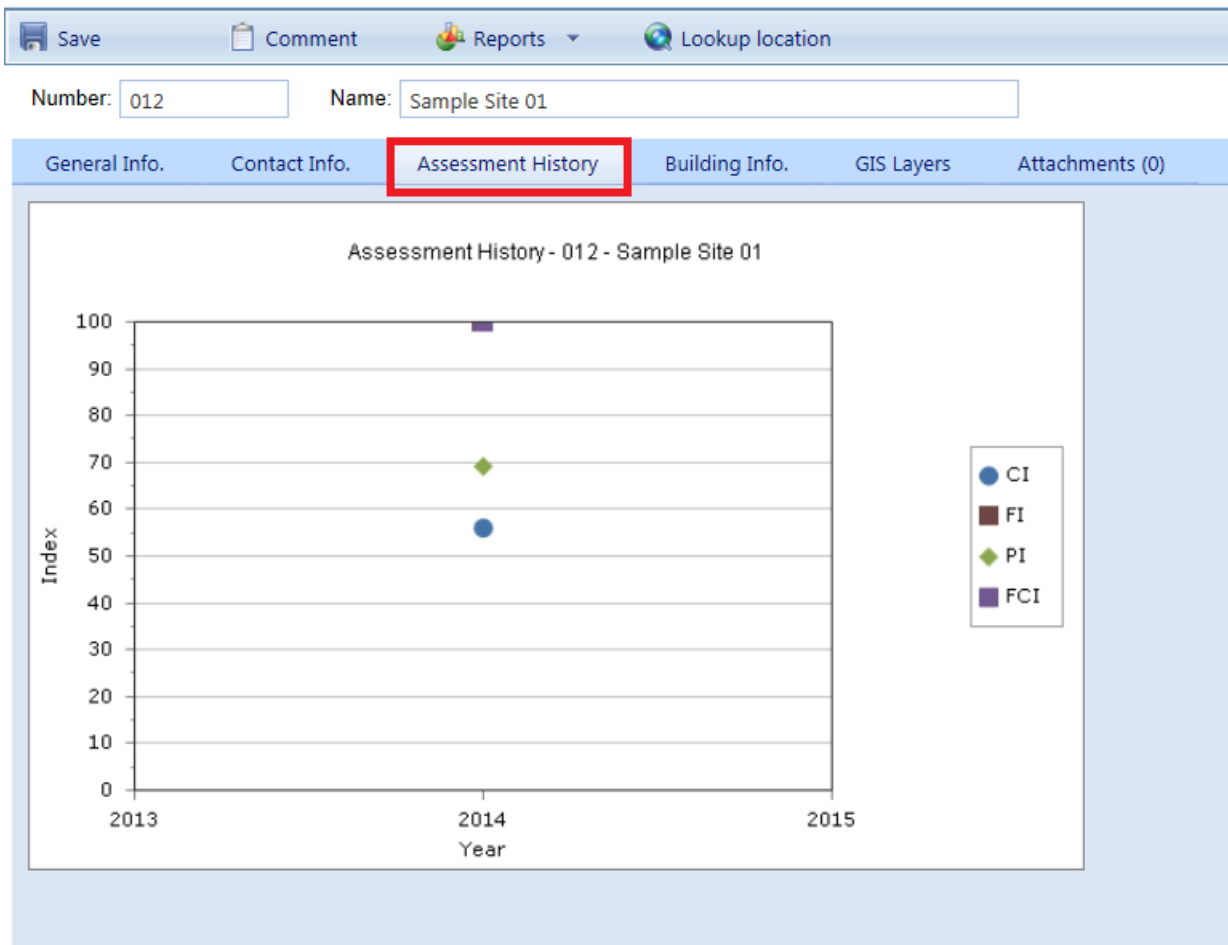 Save Comment Reports Lookup location
Number: 012 Name: Sample Site 01
General Info. Contact Info. Assessment History Building Info. GIS Layers Attachments (0)
Assessment History - 012 - Sample Site 01
100
90
80
70
60
50
40
30
20
10
0
Index
2013 2014 2015
Year
CI
FI
PI
FCI